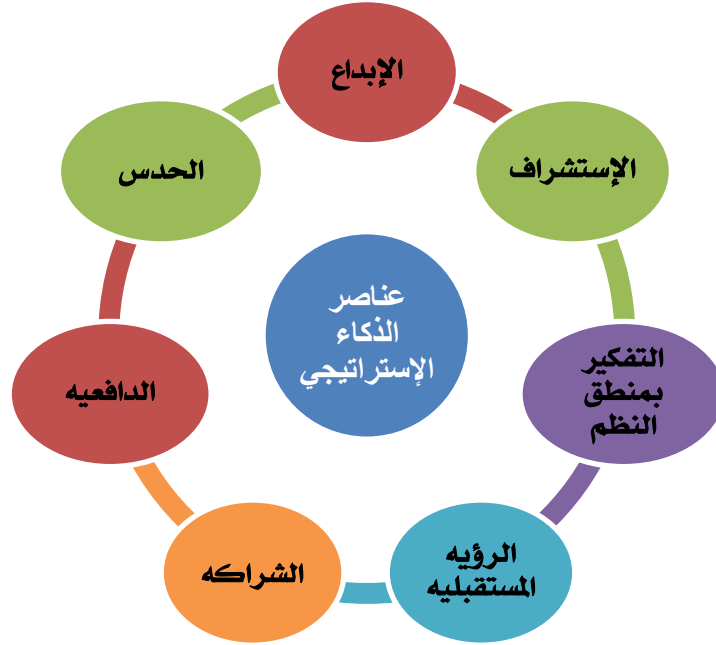 الإبداع
الإستشراف
التفكير
بمنطق
النظم
الرؤيه
المستقبليه
الشراكه
الدافعيه
الحدس
عناصر
الذكاء
الإستراتيجي